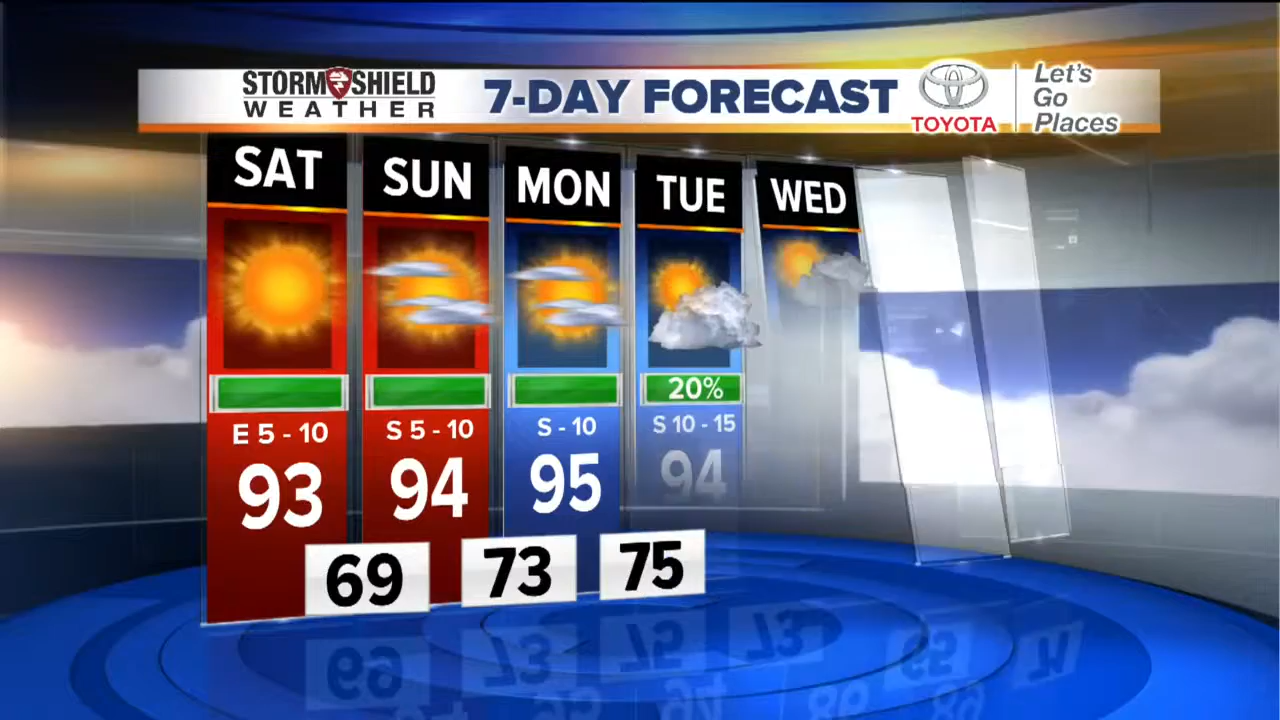 STORM SHIELD
WEATHER
7-DAY FORECAST
TOYOTA
Let's
Go
Places
SAT
SUN
MON
TUE
WED
20%
E 5 - 10
S 5 - 10
S - 10
S 10 - 15
93
94
95
94
69
73
75